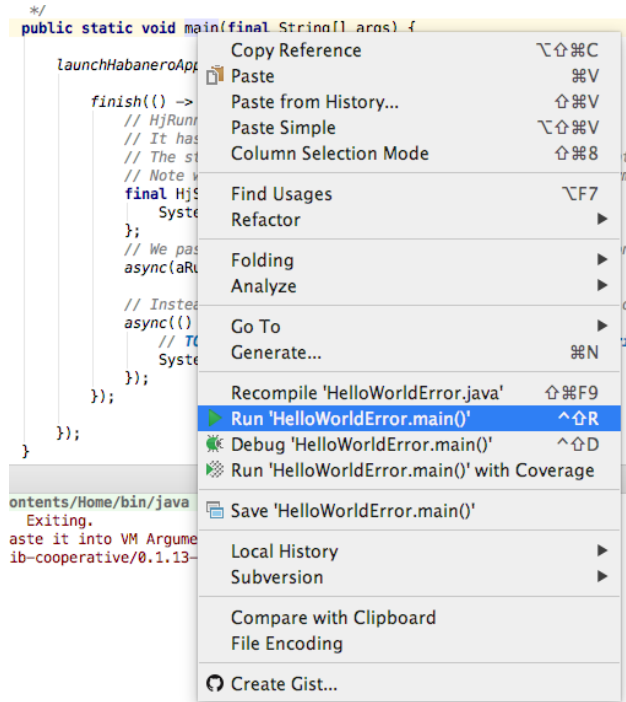 */
public static void main(final String[] args) {
launchHabaneroApp
finish(() ->
// HjRunn
// It has
// The st
// Note w
final HjS
Syste
};
// We pas
async(aRu
// Instea
async(()
// TO
Syste
});
});
});
}
ontents/Home/bin/java
Exiting.
aste it into VM Argume
ib-cooperative/0.1.13-
Copy Reference ⌥⇧⌘C
Paste ⌘V
Paste from History... ⇧⌘V
Paste Simple ⌥⇧⌘V
Column Selection Mode ⇧⌘8
Find Usages ⌥F7
Refactor
Folding
Analyze
Go To
Generate... ⌘N
Recompile 'HelloWorldError.java' ⇧⌘F9
Run 'HelloWorldError.main()' ^⇧R
Debug 'HelloWorldError.main()' ^⇧D
Run 'HelloWorldError.main()' with Coverage
Save 'HelloWorldError.main()'
Local History
Subversion
Compare with Clipboard
File Encoding
Create Gist...